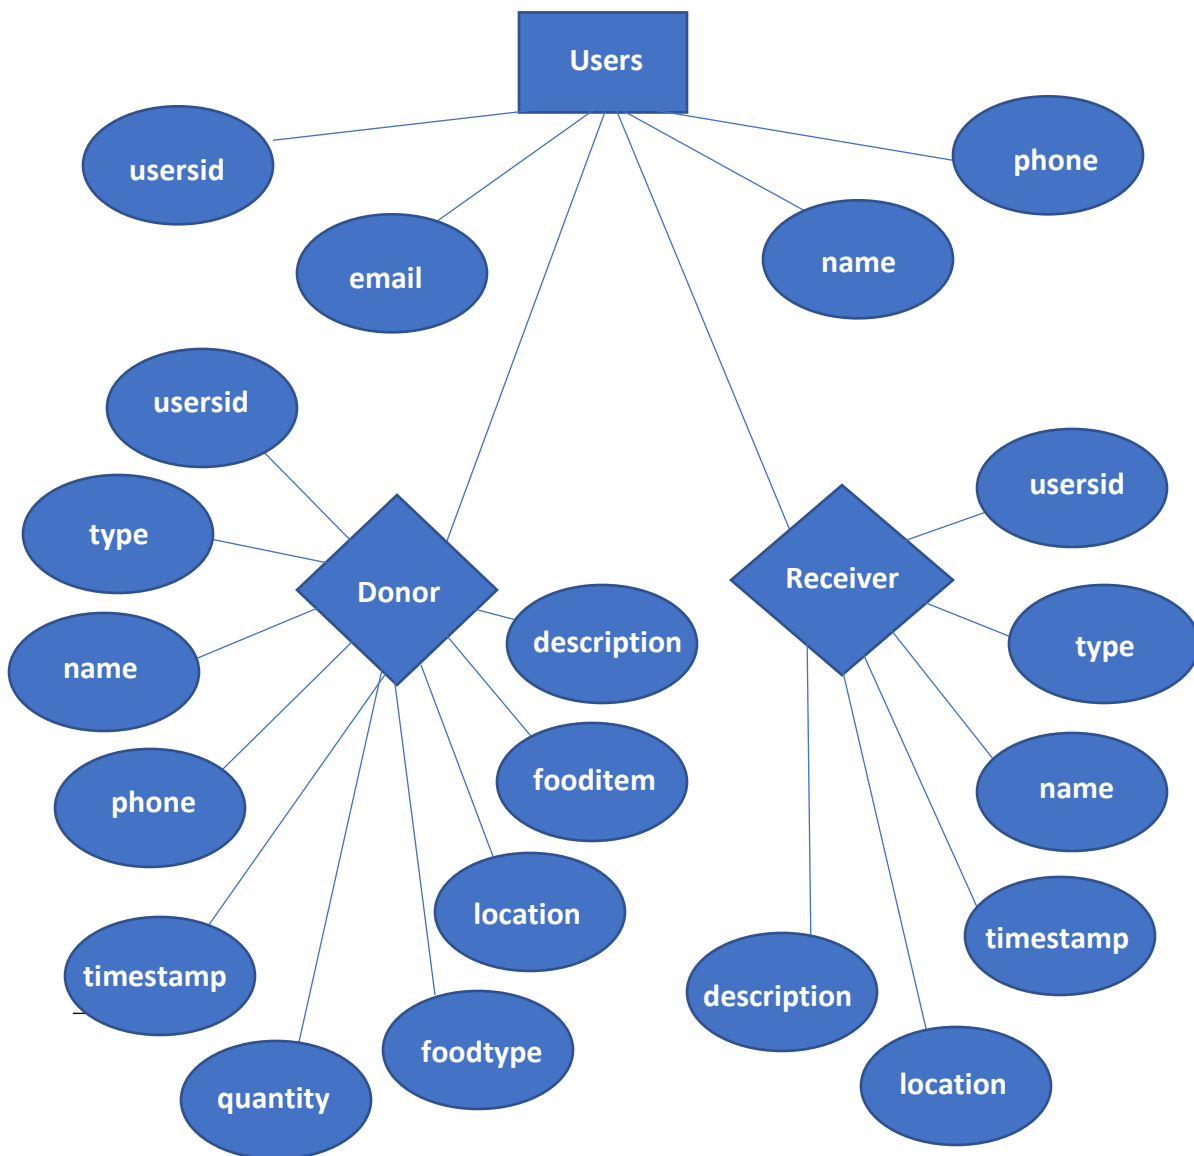 Users
usersid
phone
email
name
usersid
usersid
type
Donor
Receiver
description
type
name
phone
fooditem
name
location
timestamp
timestamp
description
foodtype
quantity
location